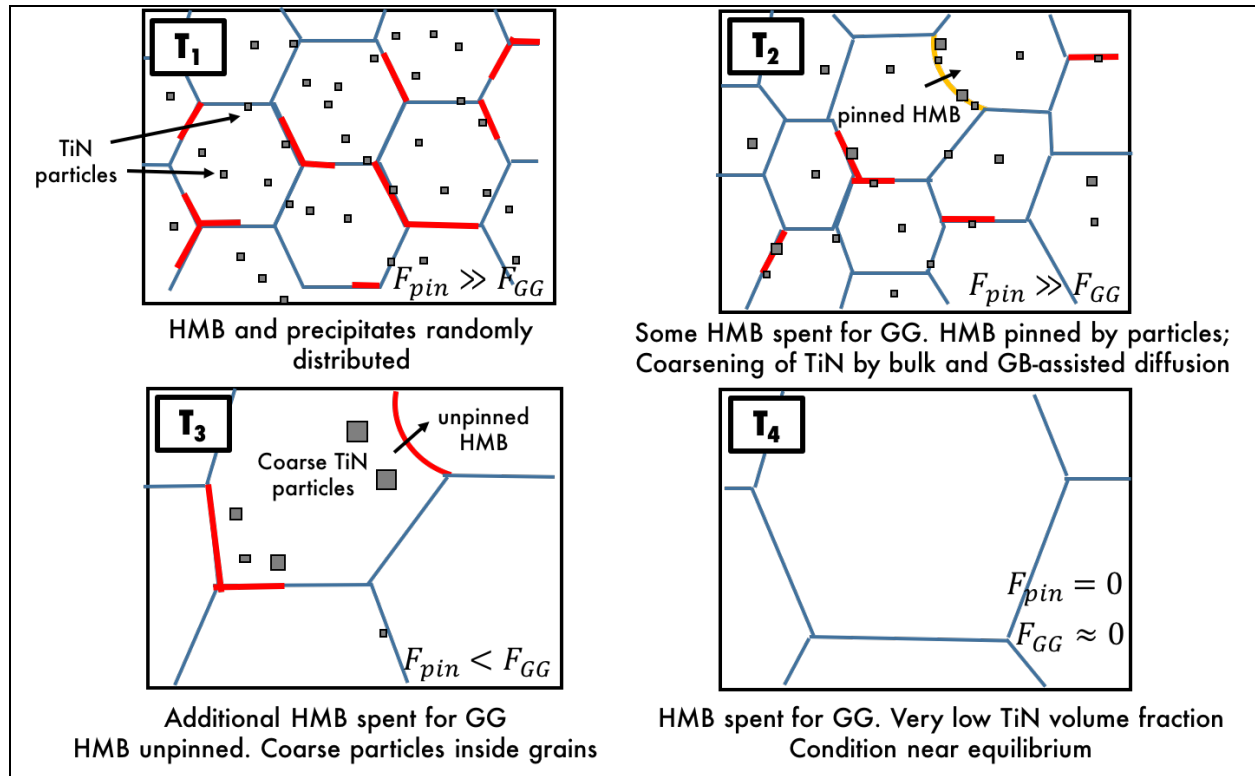 T1
TiN
particles
F_pin ≫ F_GG
HMB and precipitates randomly
distributed
T2
pinned HMB
F_pin ≫ F_GG
Some HMB spent for GG. HMB pinned by particles;
Coarsening of TiN by bulk and GB-assisted diffusion
T3
unpinned
HMB
Coarse TiN
particles
F_pin < F_GG
Additional HMB spent for GG
HMB unpinned. Coarse particles inside grains
T4
F_pin = 0
F_GG ≈ 0
HMB spent for GG. Very low TiN volume fraction
Condition near equilibrium